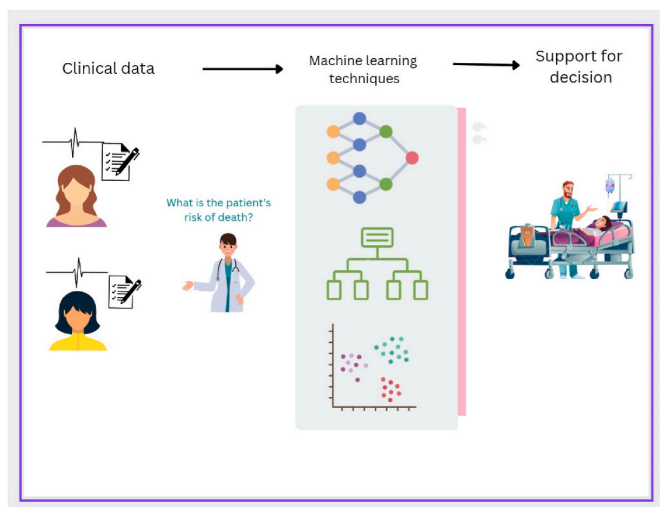 Clinical data
Machine learning
techniques
Support for
decision
What is the patient's
risk of death?